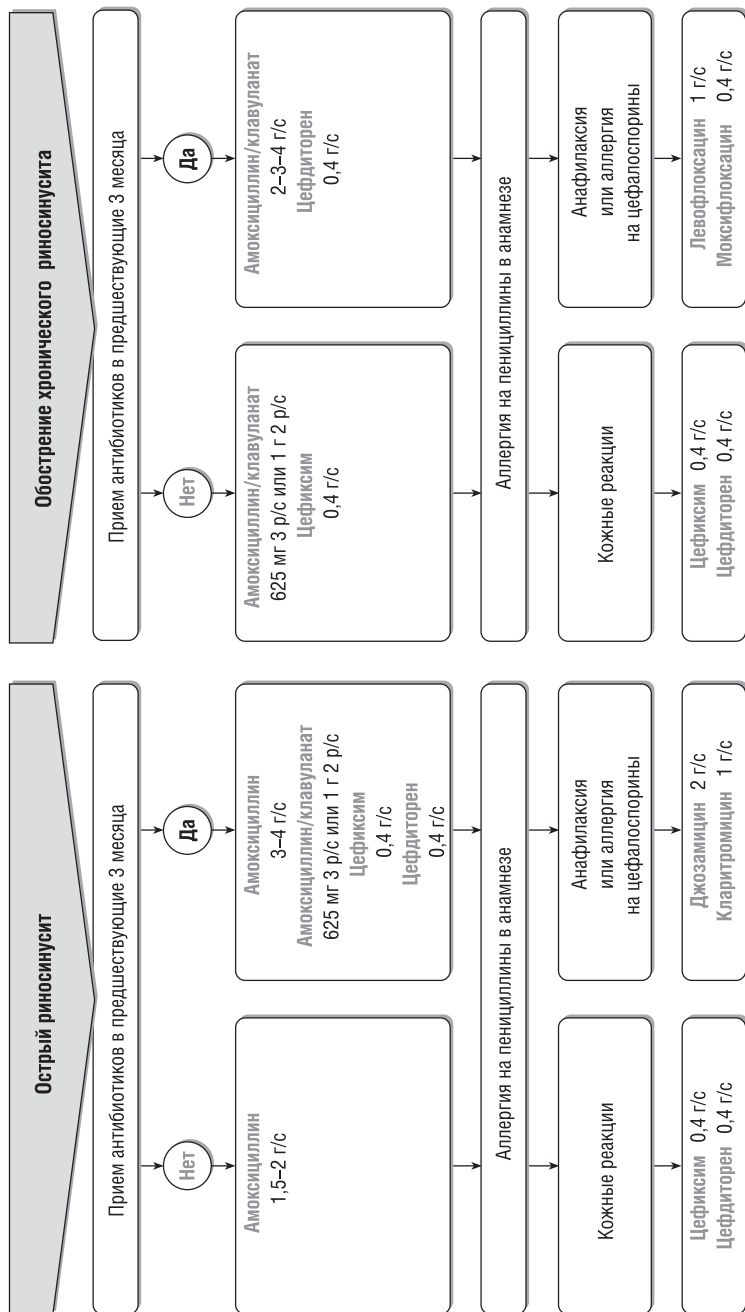 Острый риносинусит
Прием антибиотиков в предшествующие 3 месяца
Нет
Да
Амоксициллин
1,5–2 г/с
Амоксициллин
3–4 г/с
Амоксициллин/клавуланат
625 мг 3 р/с или 1 г 2 р/с
Цефиксим
0,4 г/с
Цефдиторен
0,4 г/с
Аллергия на пенициллины в анамнезе
Кожные реакции
Анафилаксия
или аллергия
на цефалоспорины
Цефиксим 0,4 г/с
Цефдиторен 0,4 г/с
Джозамицин 2 г/с
Кларитромицин 1 г/с
Обострение хронического риносинусита
Прием антибиотиков в предшествующие 3 месяца
Нет
Да
Амоксициллин/клавуланат
625 мг 3 р/с или 1 г 2 р/с
Цефиксим
0,4 г/с
Амоксициллин/клавуланат
2–3–4 г/с
Цефдиторен
0,4 г/с
Аллергия на пенициллины в анамнезе
Кожные реакции
Анафилаксия
или аллергия
на цефалоспорины
Цефиксим 0,4 г/с
Цефдиторен 0,4 г/с
Левофлоксацин 1 г/с
Моксифлоксацин 0,4 г/с